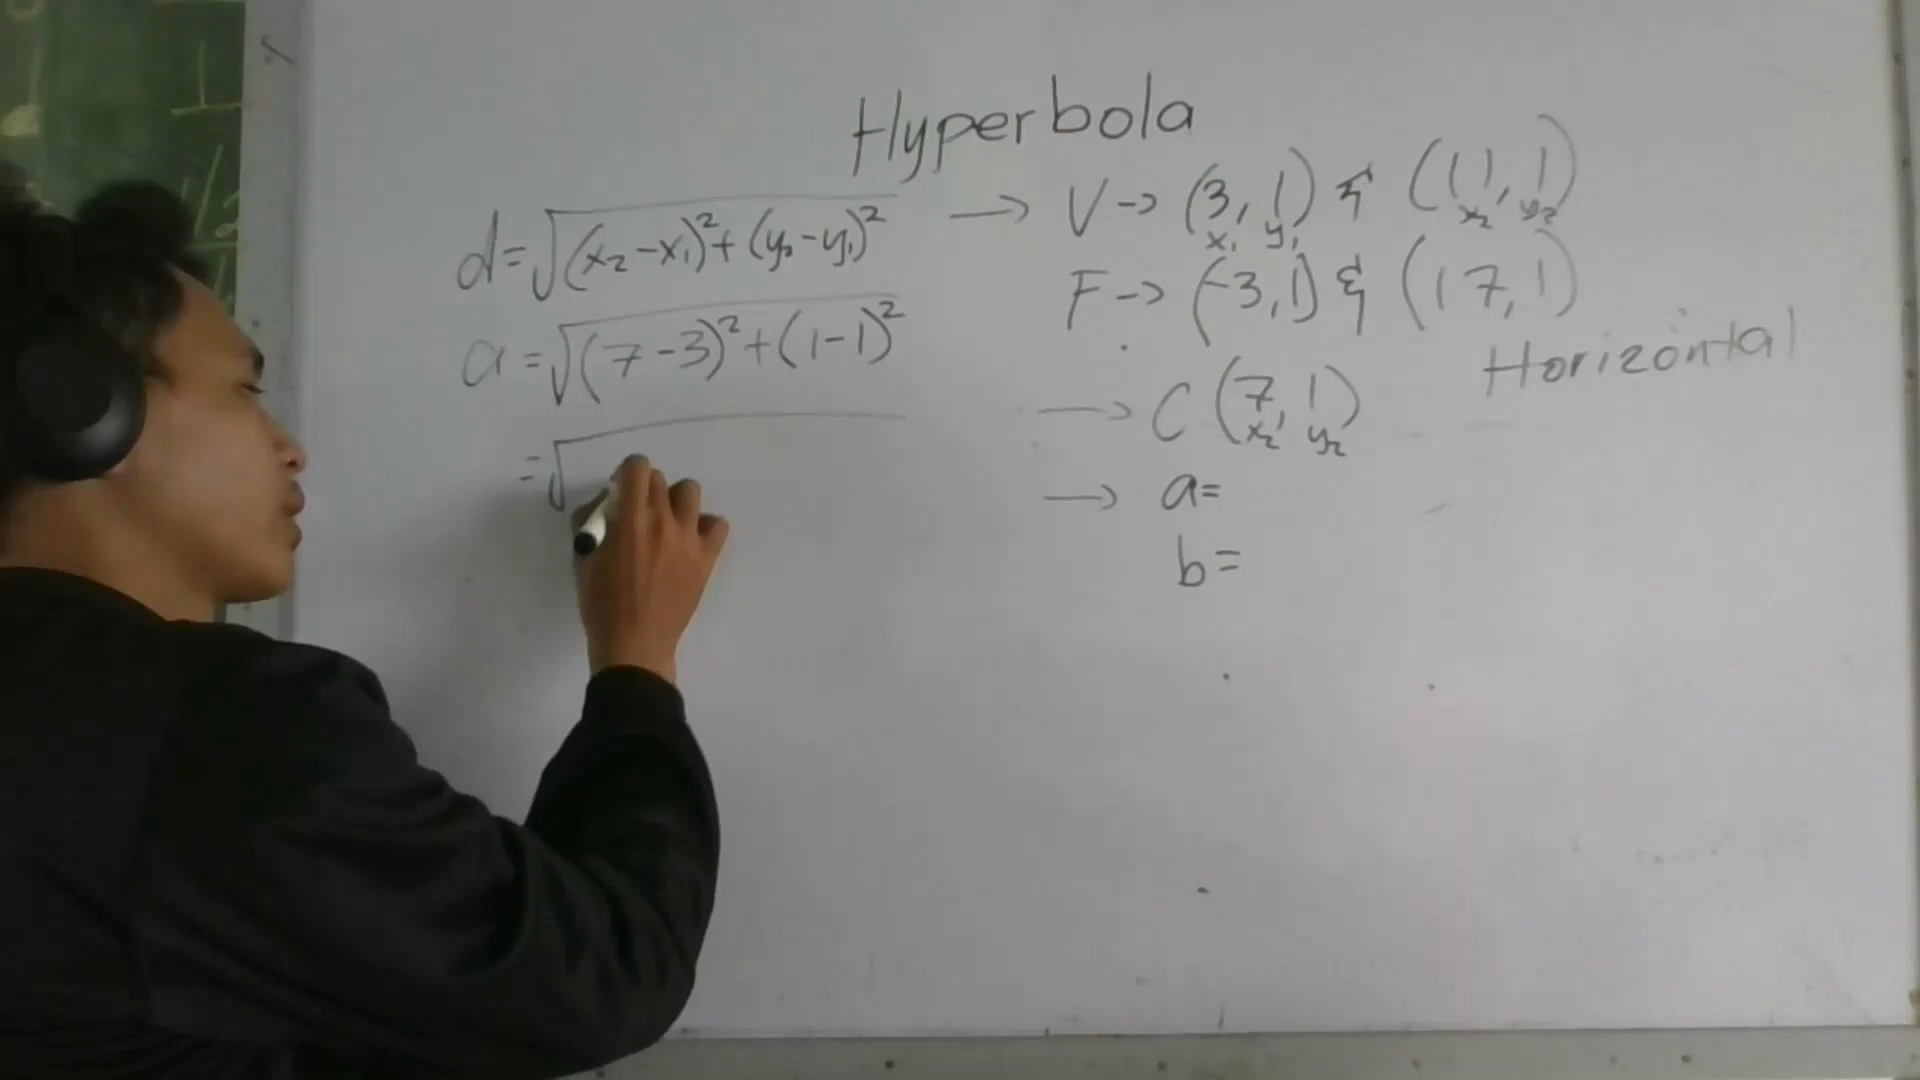 Hyperbola
d=√(x₂-x₁)²+(y₂-y₁)²
a=√(7-3)²+(1-1)²
=√
→ V→(3,1) & (11,1)
x₁ y₁ x₂ y₂
F→(-3,1) & (17,1)
Horizontal
→ C(7,1)
x₂ y₂
→ a=
b=